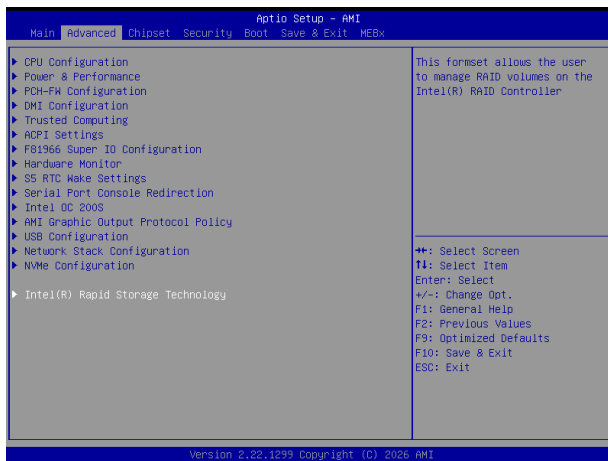 Aptio Setup – AMI
Main Advanced Chipset Security Boot Save & Exit MEBx
CPU Configuration
Power & Performance
PCH-FW Configuration
DMI Configuration
Trusted Computing
ACPI Settings
F81966 Super IO Configuration
Hardware Monitor
S5 RTC Wake Settings
Serial Port Console Redirection
Intel OC 200S
AMI Graphic Output Protocol Policy
USB Configuration
Network Stack Configuration
NVMe Configuration
Intel(R) Rapid Storage Technology
This formset allows the user
to manage RAID volumes on the
Intel(R) RAID Controller
→←: Select Screen
↑↓: Select Item
Enter: Select
+/-: Change Opt.
F1: General Help
F2: Previous Values
F9: Optimized Defaults
F10: Save & Exit
ESC: Exit
Version 2.22.1299 Copyright (C) 2026 AMI